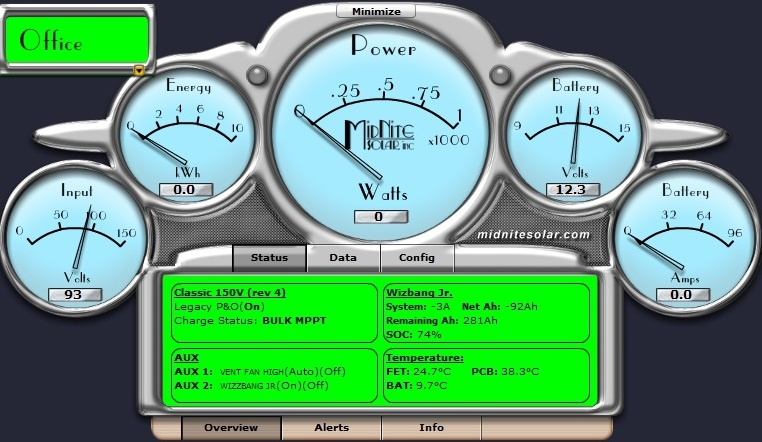 Minimize
Office
Power
0 .25 .5 .75 1
x1000
MIDNITE
SOLAR INC
Watts
0
Energy
0 2 4 6 8 10
kWh
0.0
Battery
9 11 13 15
Volts
12.3
Input
0 50 100 150
Volts
93
Battery
0 32 64 96
Amps
0.0
midnitesolar.com
Status Data Config
Classic 150V (rev 4)
Legacy P&O(On)
Charge Status: BULK MPPT
Wizbang Jr.
System: -3A Net Ah: -92Ah
Remaining Ah: 281Ah
SOC: 74%
AUX
AUX 1: VENT FAN HIGH(Auto)(Off)
AUX 2: WIZZBANG JR(On)(Off)
Temperature:
FET: 24.7°C PCB: 38.3°C
BAT: 9.7°C
Overview Alerts Info